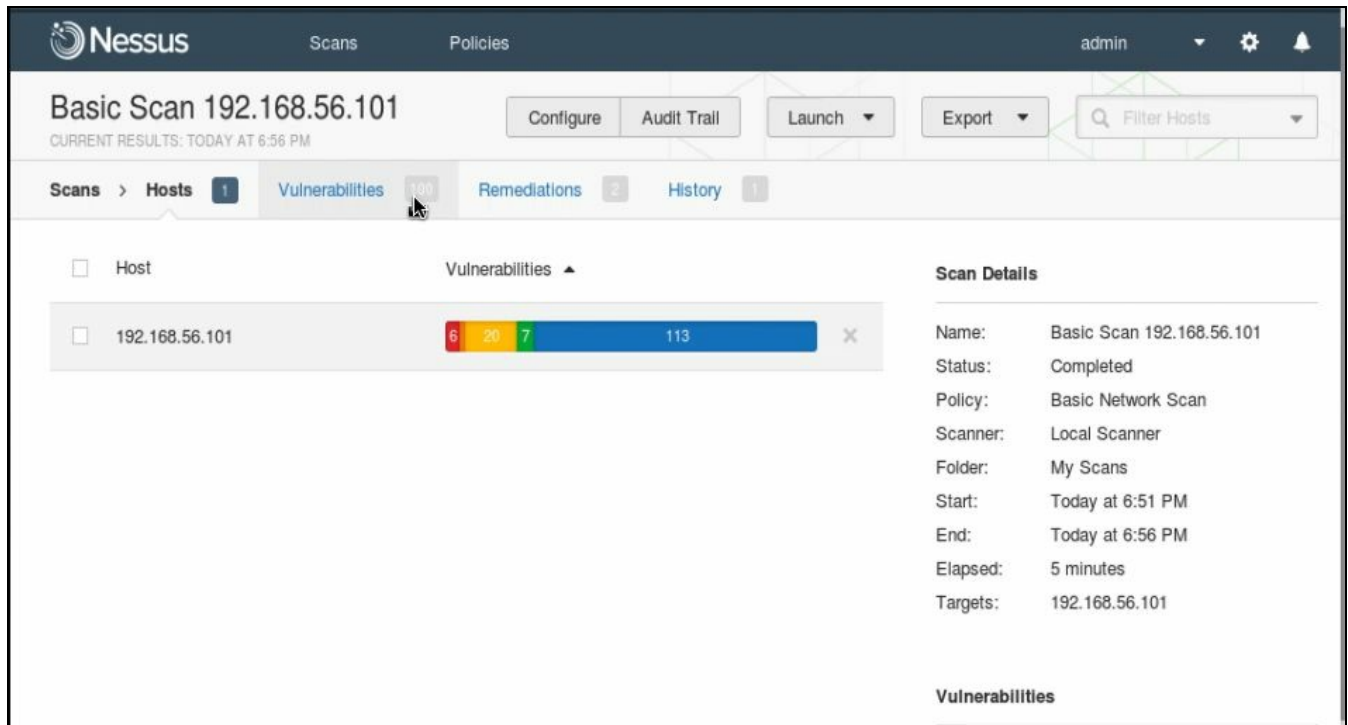 Nessus Scans Policies admin
Basic Scan 192.168.56.101 Configure Audit Trail Launch Export Filter Hosts
CURRENT RESULTS: TODAY AT 6:56 PM
Scans > Hosts 1 Vulnerabilities 100 Remediations 2 History 1
Host Vulnerabilities
192.168.56.101 6 20 7 113
Scan Details
Name: Basic Scan 192.168.56.101
Status: Completed
Policy: Basic Network Scan
Scanner: Local Scanner
Folder: My Scans
Start: Today at 6:51 PM
End: Today at 6:56 PM
Elapsed: 5 minutes
Targets: 192.168.56.101
Vulnerabilities